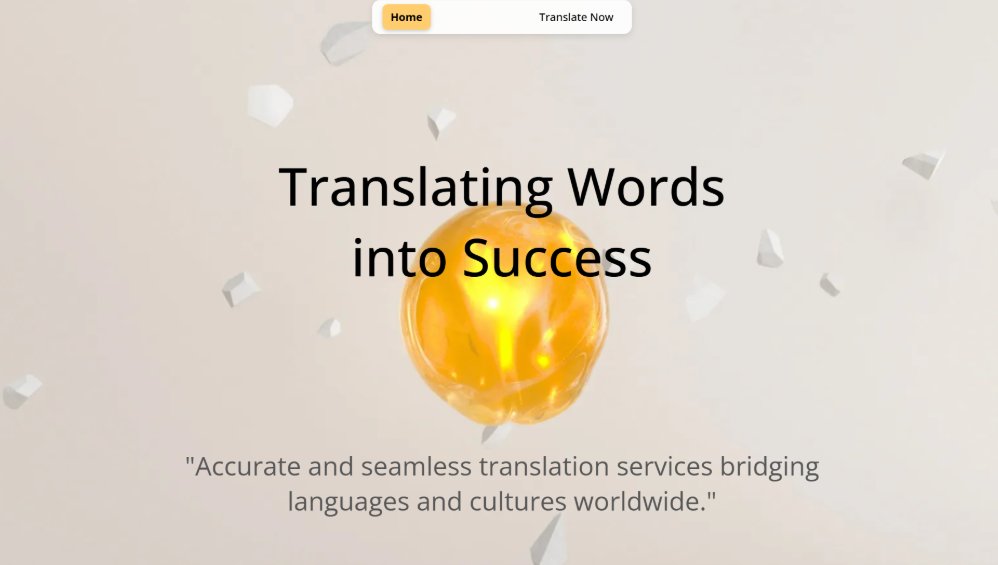 Home
Translate Now
Translating Words
into Success
"Accurate and seamless translation services bridging
languages and cultures worldwide."